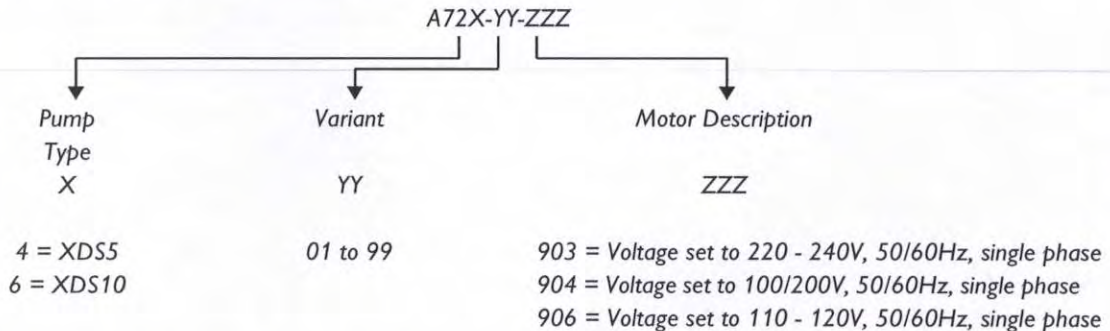 A72X-YY-ZZZ
Pump Type
X
4 = XDS5
6 = XDS10
Variant
YY
01 to 99
Motor Description
ZZZ
903 = Voltage set to 220 - 240V, 50/60Hz, single phase
904 = Voltage set to 100/200V, 50/60Hz, single phase
906 = Voltage set to 110 - 120V, 50/60Hz, single phase